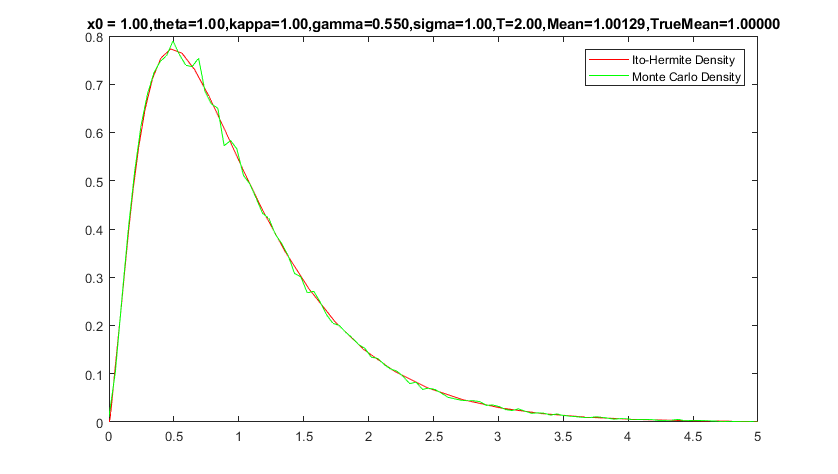 x0 = 1.00,theta=1.00,kappa=1.00,gamma=0.550,sigma=1.00,T=2.00,Mean=1.00129,TrueMean=1.00000
Ito-Hermite Density
Monte Carlo Density
0.8
0.7
0.6
0.5
0.4
0.3
0.2
0.1
0
0 0.5 1 1.5 2 2.5 3 3.5 4 4.5 5